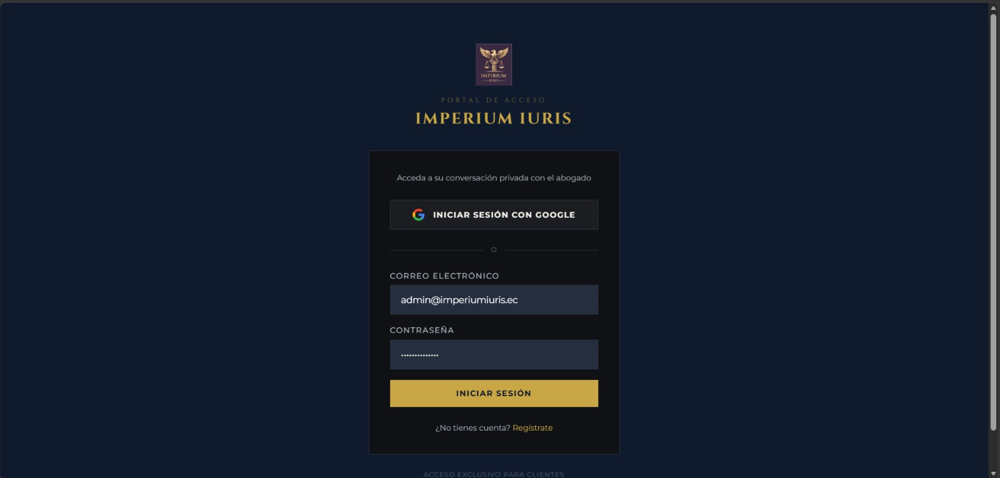 IMPERIUM
IURIS
PORTAL DE ACCESO
IMPERIUM IURIS
Acceda a su conversación privada con el abogado
INICIAR SESIÓN CON GOOGLE
O
CORREO ELECTRÓNICO
admin@imperiumiuris.ec
CONTRASEÑA
••••••••••••••
INICIAR SESIÓN
¿No tienes cuenta? Regístrate
ACCESO EXCLUSIVO PARA CLIENTES